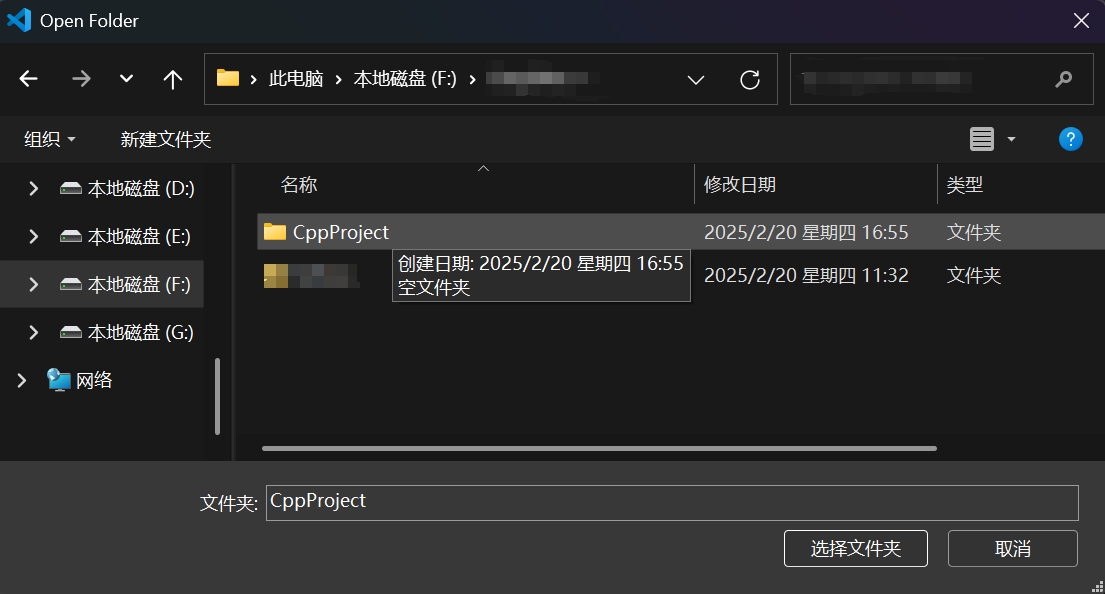 Open Folder
此电脑 › 本地磁盘 (F:) ›
组织 新建文件夹
本地磁盘 (D:)
本地磁盘 (E:)
本地磁盘 (F:)
本地磁盘 (G:)
网络
名称 修改日期 类型
CppProject 2025/2/20 星期四 16:55 文件夹
创建日期: 2025/2/20 星期四 16:55
空文件夹
2025/2/20 星期四 11:32 文件夹
文件夹: CppProject
选择文件夹 取消